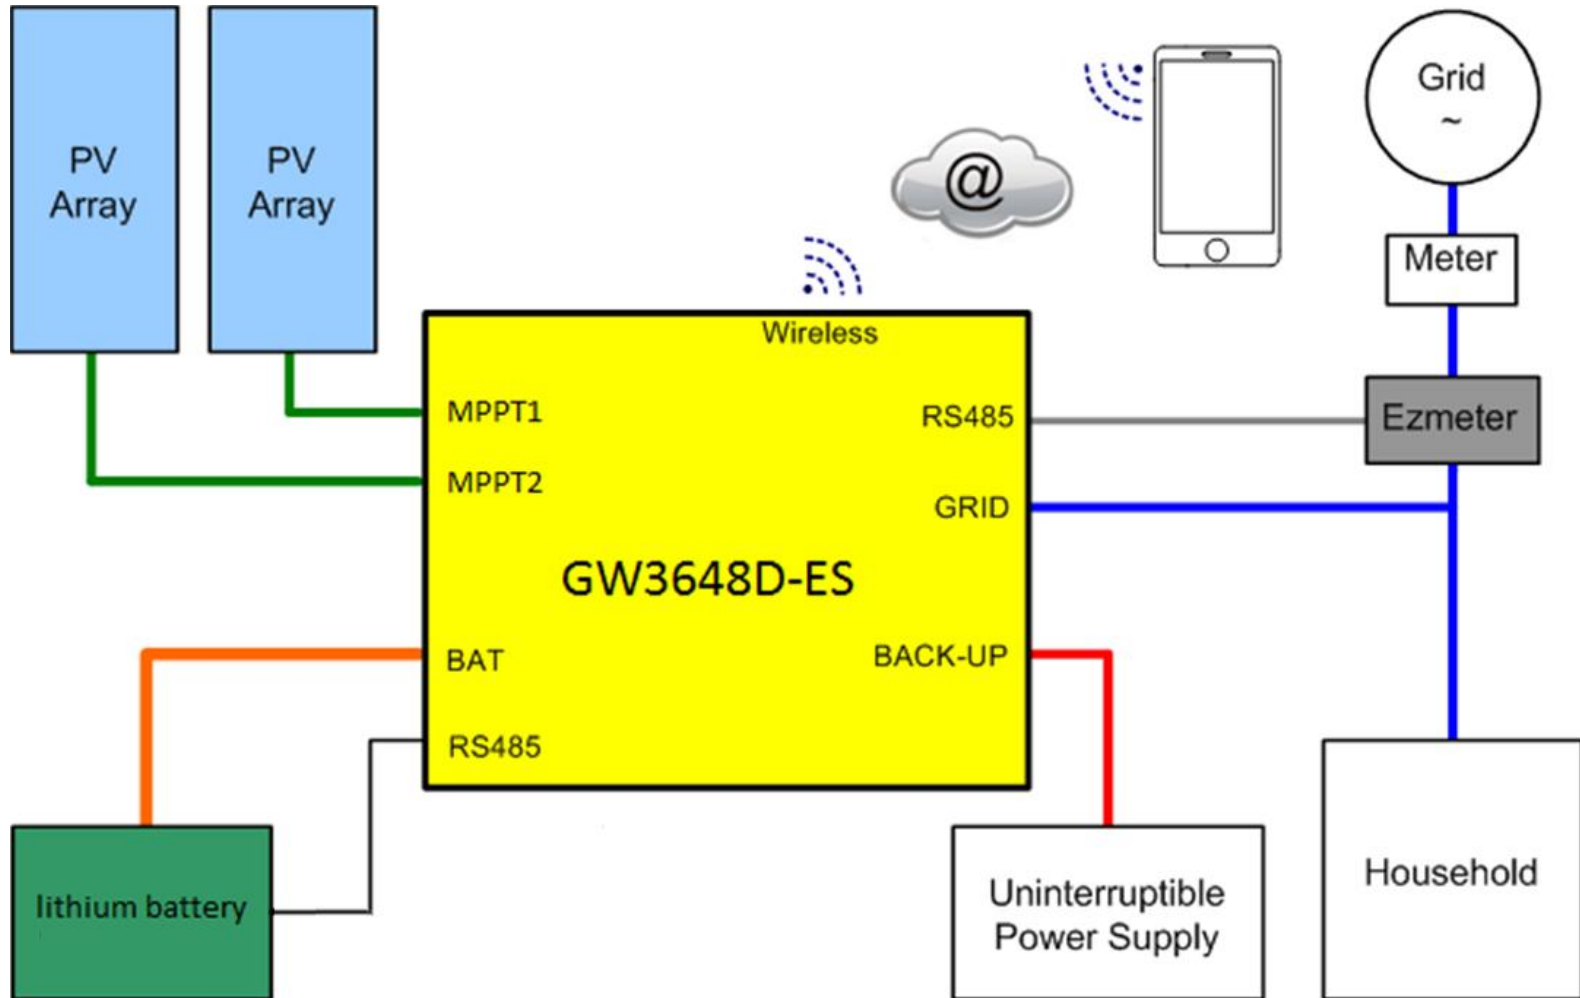 PV
Array
PV
Array
@
Grid
~
Meter
Wireless
MPPT1
RS485
Ezmeter
MPPT2
GRID
GW3648D-ES
BAT
BACK-UP
RS485
lithium battery
Uninterruptible
Power Supply
Household